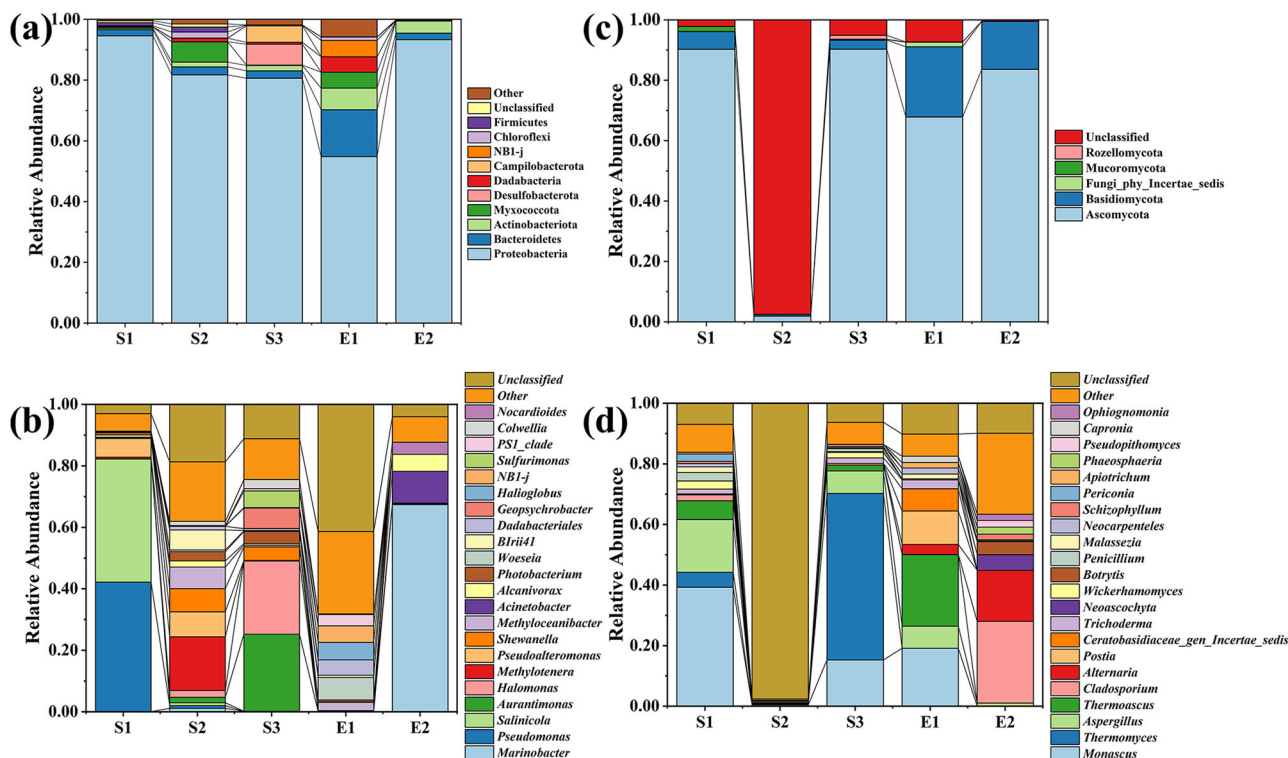 (a)
Relative Abundance
1.00
0.80
0.60
0.40
0.20
0.00
S1 S2 S3 E1 E2
Other
Unclassified
Firmicutes
Chloroflexi
NB1-j
Campilobacterota
Dadabacteria
Desulfobacterota
Myxococcota
Actinobacteriota
Bacteroidetes
Proteobacteria
(c)
Relative Abundance
1.00
0.80
0.60
0.40
0.20
0.00
S1 S2 S3 E1 E2
Unclassified
Rozellomycota
Mucoromycota
Fungi_phy_Incertae_sedis
Basidiomycota
Ascomycota
(b)
Relative Abundance
1.00
0.80
0.60
0.40
0.20
0.00
S1 S2 S3 E1 E2
Unclassified
Other
Nocardioides
Colwellia
PS1_clade
Sulfurimonas
NB1-j
Halioglobus
Geopsychrobacter
Dadabacteriales
BIrii41
Woeseia
Photobacterium
Alcanivorax
Acinetobacter
Methyloceanibacter
Shewanella
Pseudoalteromonas
Methylotenera
Halomonas
Aurantimonas
Salinicola
Pseudomonas
Marinobacter
(d)
Relative Abundance
1.00
0.80
0.60
0.40
0.20
0.00
S1 S2 S3 E1 E2
Unclassified
Other
Ophiognomonia
Capronia
Pseudopithomyces
Phaeosphaeria
Apiotrichum
Periconia
Schizophyllum
Neocarpenteles
Malassezia
Penicillium
Botrytis
Wickerhamomyces
Neoascochyta
Trichoderma
Ceratobasidiaceae_gen_Incertae_sedis
Postia
Alternaria
Cladosporium
Thermoascus
Aspergillus
Thermomyces
Monascus